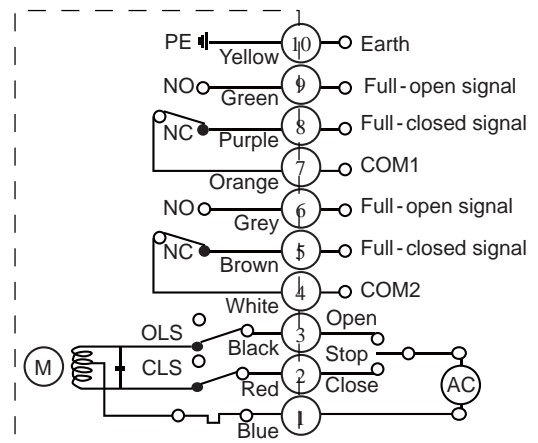 PE Yellow 10 Earth
NO Green 9 Full-open signal
NC Purple 8 Full-closed signal
Orange 7 COM1
NO Grey 6 Full-open signal
NC Brown 5 Full-closed signal
White 4 COM2
OLS Black 3 Open
Stop
M CLS Red 2 Close AC
Blue 1